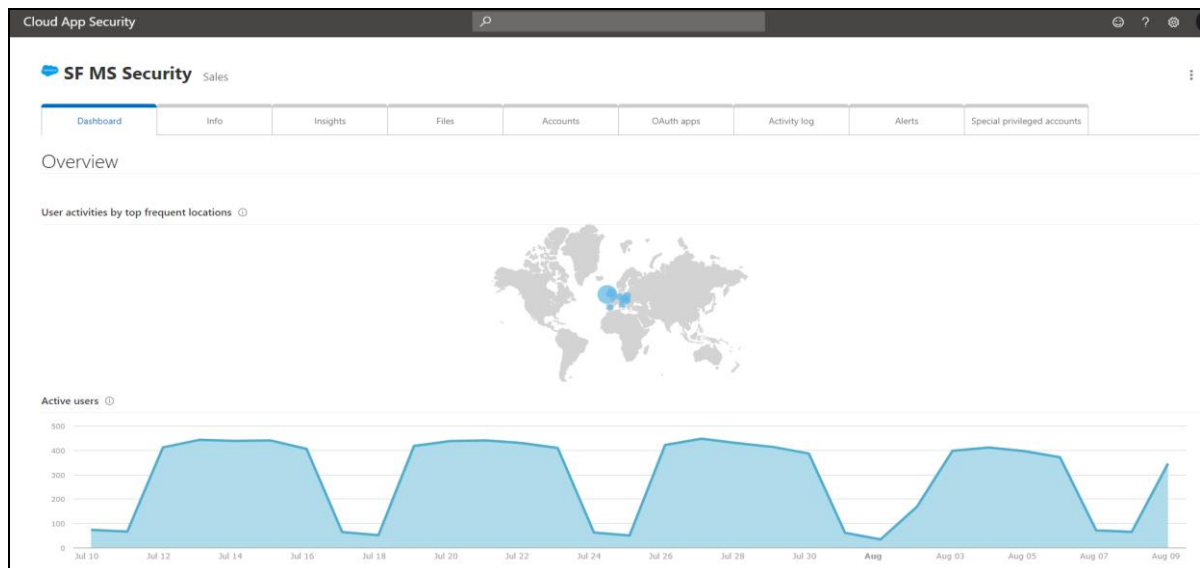 Cloud App Security
SF MS Security Sales
Dashboard Info Insights Files Accounts OAuth apps Activity log Alerts Special privileged accounts
Overview
User activities by top frequent locations
Active users
500
400
300
200
100
0
Jul 10 Jul 12 Jul 14 Jul 16 Jul 18 Jul 20 Jul 22 Jul 24 Jul 26 Jul 28 Jul 30 Aug Aug 03 Aug 05 Aug 07 Aug 09